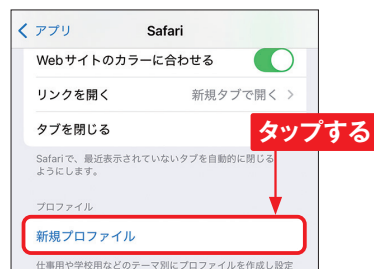 アプリ
Safari
Webサイトのカラーに合わせる
リンクを開く
新規タブで開く
タブを閉じる
タップする
Safariで、最近表示されていないタブを自動的に閉じる
ようにします。
プロファイル
新規プロファイル
仕事用や学校用などのテーマ別にプロファイルを作成し設定